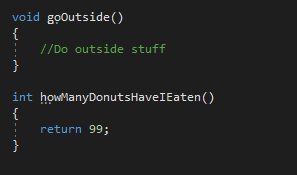 void goOutside()
{
    //Do outside stuff
}

int howManyDonutsHaveIEaten()
{
    return 99;
}